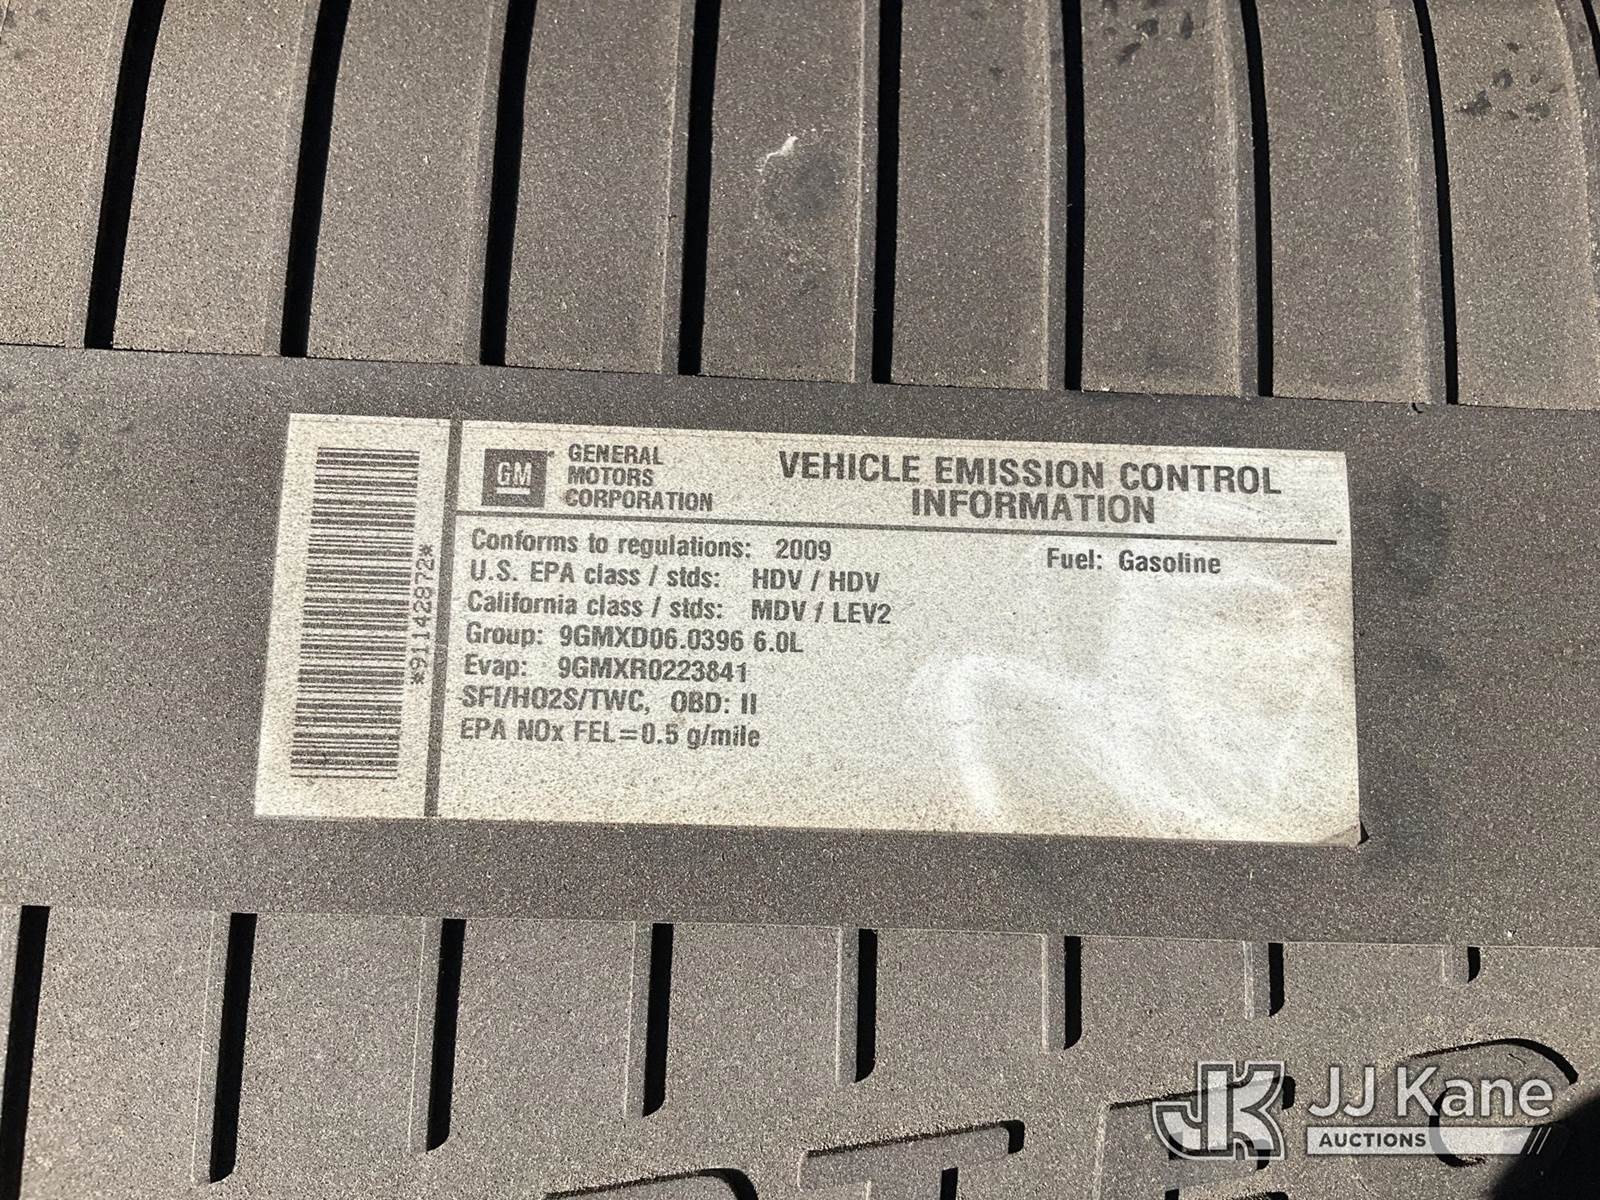 GM GENERAL
MOTORS
CORPORATION
VEHICLE EMISSION CONTROL
INFORMATION
Conforms to regulations: 2009
Fuel: Gasoline
U.S. EPA class / stds: HDV / HDV
California class / stds: MDV / LEV2
Group: 9GMXD06.0396 6.0L
Evap: 9GMXR0223841
SFI/HO2S/TWC, OBD: II
EPA NOx FEL=0.5 g/mile
*91142872*
JK JJ Kane
AUCTIONS